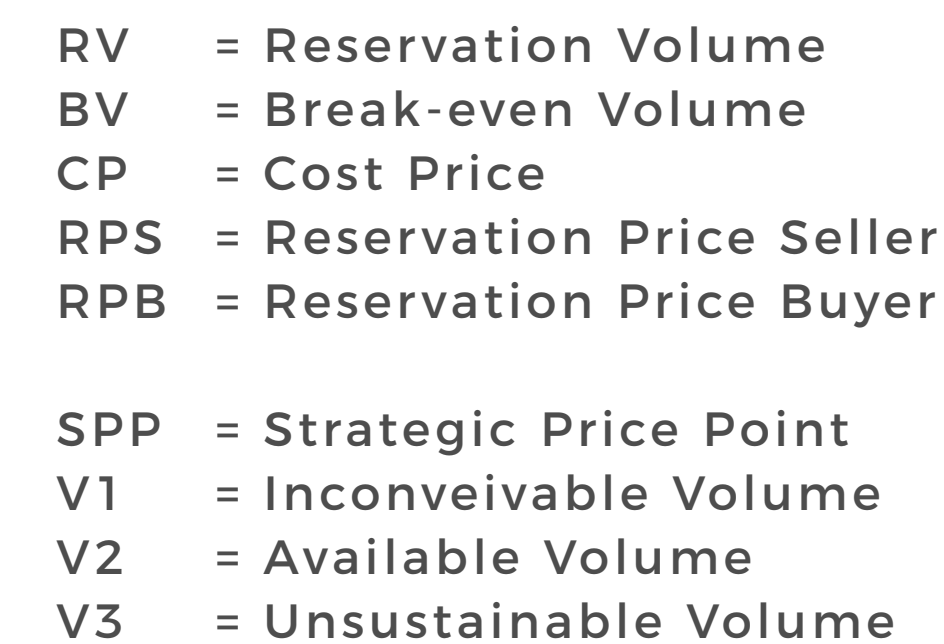 RV = Reservation Volume
BV = Break-even Volume
CP = Cost Price
RPS = Reservation Price Seller
RPB = Reservation Price Buyer
SPP = Strategic Price Point
V1 = Inconveivable Volume
V2 = Available Volume
V3 = Unsustainable Volume